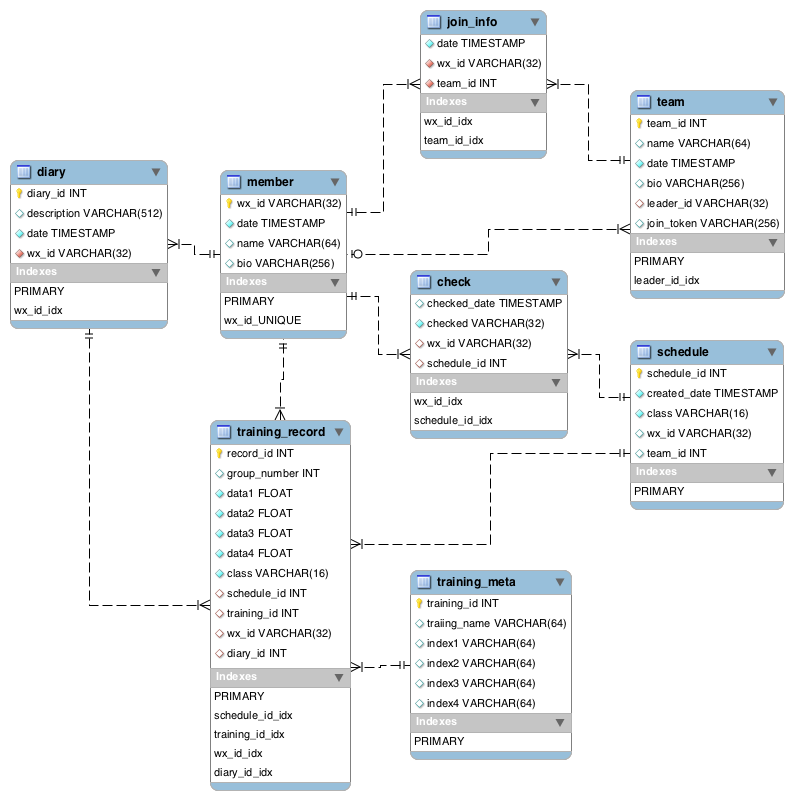 join_info
date TIMESTAMP
wx_id VARCHAR(32)
team_id INT
Indexes
wx_id_idx
team_id_idx
team
team_id INT
name VARCHAR(64)
date TIMESTAMP
bio VARCHAR(256)
leader_id VARCHAR(32)
join_token VARCHAR(256)
Indexes
PRIMARY
leader_id_idx
diary
diary_id INT
description VARCHAR(512)
date TIMESTAMP
wx_id VARCHAR(32)
Indexes
PRIMARY
wx_id_idx
member
wx_id VARCHAR(32)
date TIMESTAMP
name VARCHAR(64)
bio VARCHAR(256)
Indexes
PRIMARY
wx_id_UNIQUE
check
checked_date TIMESTAMP
checked VARCHAR(32)
wx_id VARCHAR(32)
schedule_id INT
Indexes
wx_id_idx
schedule_id_idx
schedule
schedule_id INT
created_date TIMESTAMP
class VARCHAR(16)
wx_id VARCHAR(32)
team_id INT
Indexes
PRIMARY
training_record
record_id INT
group_number INT
data1 FLOAT
data2 FLOAT
data3 FLOAT
data4 FLOAT
class VARCHAR(16)
schedule_id INT
training_id INT
wx_id VARCHAR(32)
diary_id INT
Indexes
PRIMARY
schedule_id_idx
training_id_idx
wx_id_idx
diary_id_idx
training_meta
training_id INT
traiing_name VARCHAR(64)
index1 VARCHAR(64)
index2 VARCHAR(64)
index3 VARCHAR(64)
index4 VARCHAR(64)
Indexes
PRIMARY